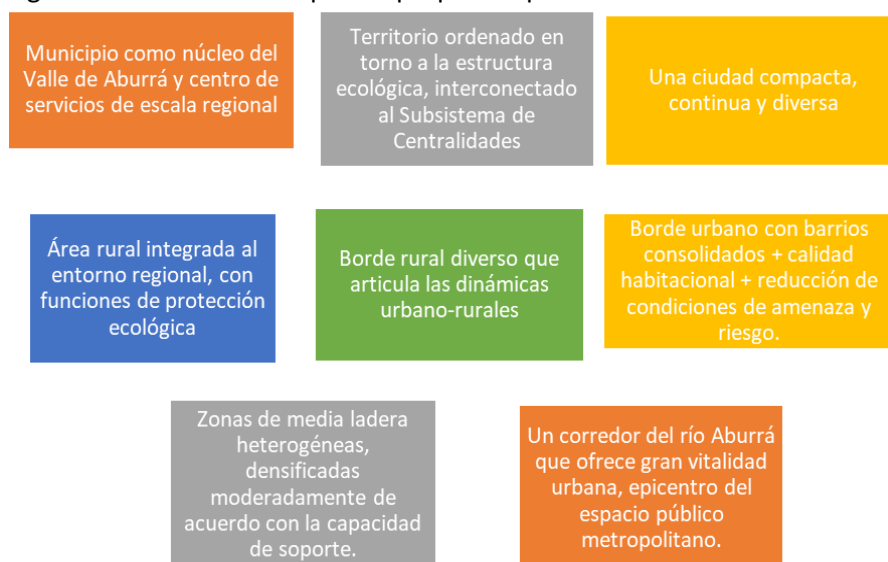 Municipio como núcleo del
Valle de Aburrá y centro de
servicios de escala regional
Territorio ordenado en
torno a la estructura
ecológica, interconectado
al Subsistema de
Centralidades
Una ciudad compacta,
continua y diversa
Área rural integrada al
entorno regional, con
funciones de protección
ecológica
Borde rural diverso que
articula las dinámicas
urbano-rurales
Borde urbano con barrios
consolidados + calidad
habitacional + reducción de
condiciones de amenaza y
riesgo.
Zonas de media ladera
heterogéneas,
densificadas
moderadamente de
acuerdo con la capacidad
de soporte.
Un corredor del río Aburrá
que ofrece gran vitalidad
urbana, epicentro del
espacio público
metropolitano.